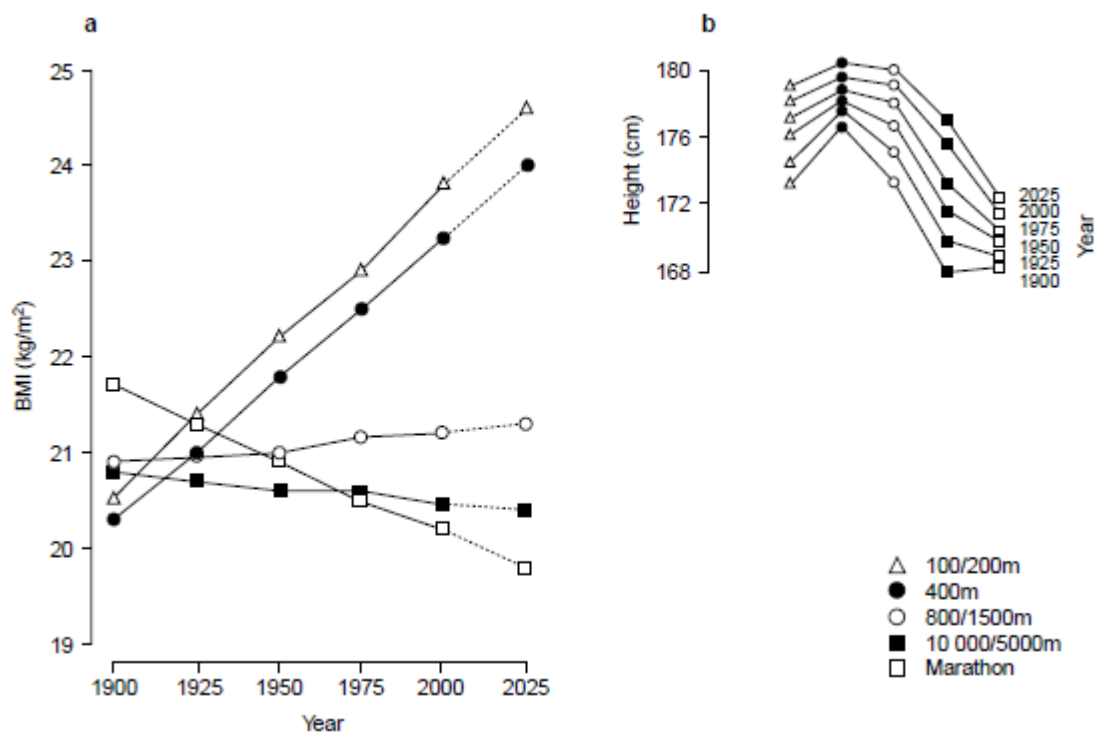 a
25
24
23
22
21
20
19
BMI (kg/m²)
1900 1925 1950 1975 2000 2025
Year
b
180
176
172
168
Height (cm)
2025
2000
1975
1950
1925
1900
Year
100/200m
400m
800/1500m
10 000/5000m
Marathon